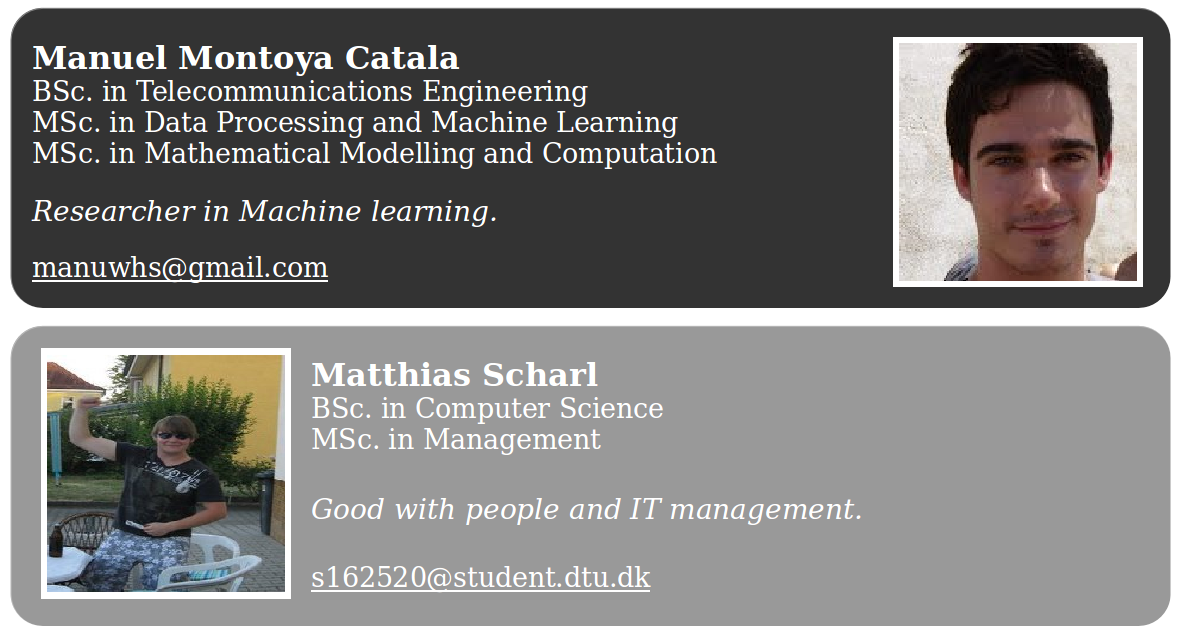 Manuel Montoya Catala
BSc. in Telecommunications Engineering
MSc. in Data Processing and Machine Learning
MSc. in Mathematical Modelling and Computation
Researcher in Machine learning.
manuwhs@gmail.com
Matthias Scharl
BSc. in Computer Science
MSc. in Management
Good with people and IT management.
s162520@student.dtu.dk